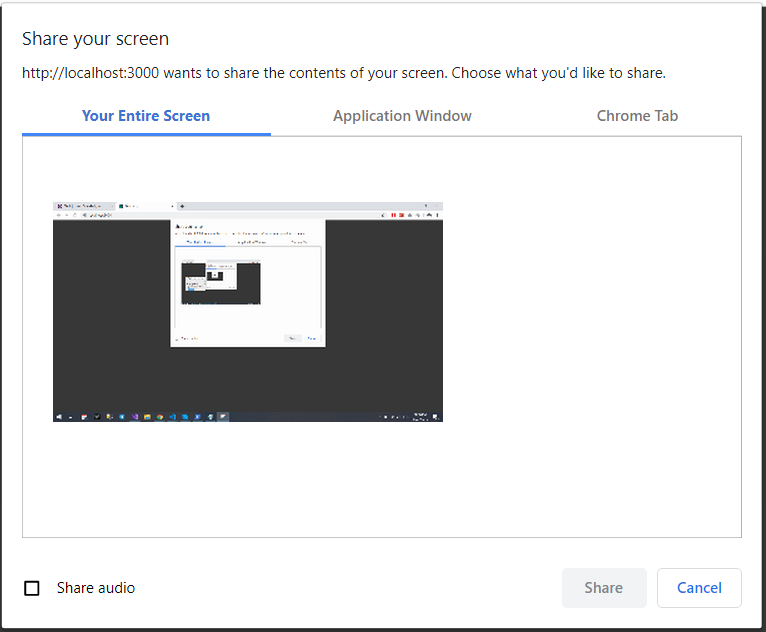 Share your screen
http://localhost:3000 wants to share the contents of your screen. Choose what you'd like to share.
Your Entire Screen
Application Window
Chrome Tab
Share audio
Share
Cancel